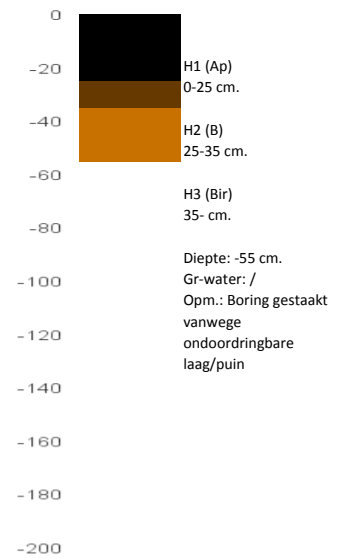 0
-20
-40
-60
-80
-100
-120
-140
-160
-180
-200
H1 (Ap)
0-25 cm.
H2 (B)
25-35 cm.
H3 (Bir)
35- cm.
Diepte: -55 cm.
Gr-water: /
Opm.: Boring gestaakt
vanwege
ondoordringbare
laag/puin